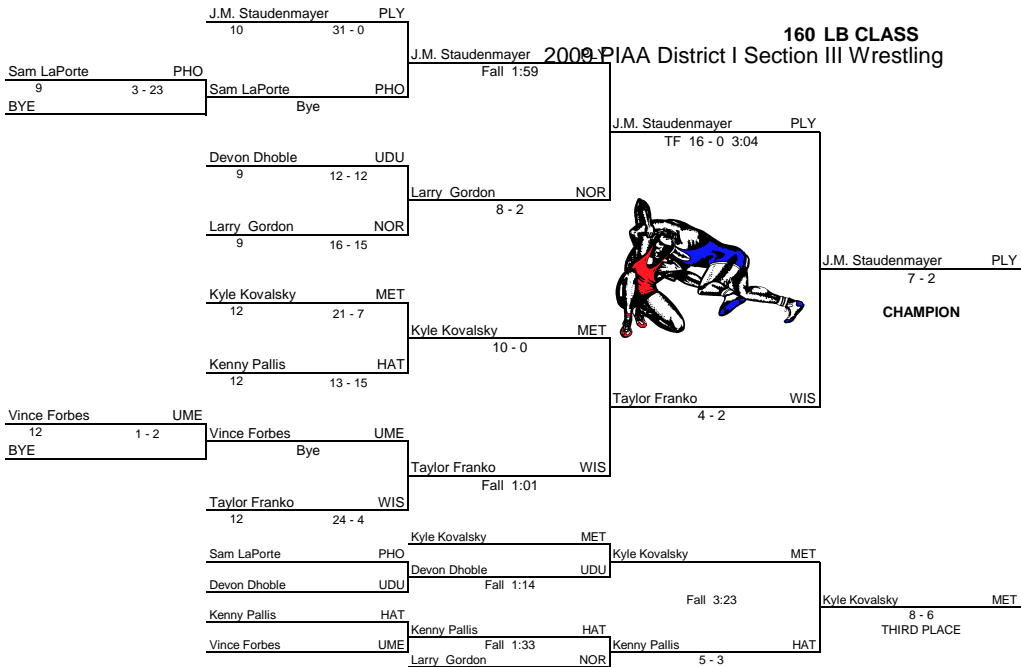 160 LB CLASS
2009 PIAA District I Section III Wrestling
J.M. Staudenmayer PLY
10 31 - 0
J.M. Staudenmayer PLY
Fall 1:59
Sam LaPorte PHO
9 3 - 23
BYE
Sam LaPorte PHO
Bye
J.M. Staudenmayer PLY
TF 16 - 0 3:04
Devon Dhoble UDU
9 12 - 12
Larry Gordon NOR
8 - 2
Larry Gordon NOR
9 16 - 15
J.M. Staudenmayer PLY
7 - 2
CHAMPION
Kyle Kovalsky MET
12 21 - 7
Kyle Kovalsky MET
10 - 0
Kenny Pallis HAT
12 13 - 15
Taylor Franko WIS
4 - 2
Vince Forbes UME
12 1 - 2
BYE
Vince Forbes UME
Bye
Taylor Franko WIS
Fall 1:01
Taylor Franko WIS
12 24 - 4
Kyle Kovalsky MET
Sam LaPorte PHO
Kyle Kovalsky MET
Devon Dhoble UDU
Fall 1:14
Devon Dhoble UDU
Fall 3:23
Kyle Kovalsky MET
8 - 6
THIRD PLACE
Kenny Pallis HAT
Kenny Pallis HAT
Fall 1:33
Vince Forbes UME
Kenny Pallis HAT
5 - 3
Larry Gordon NOR